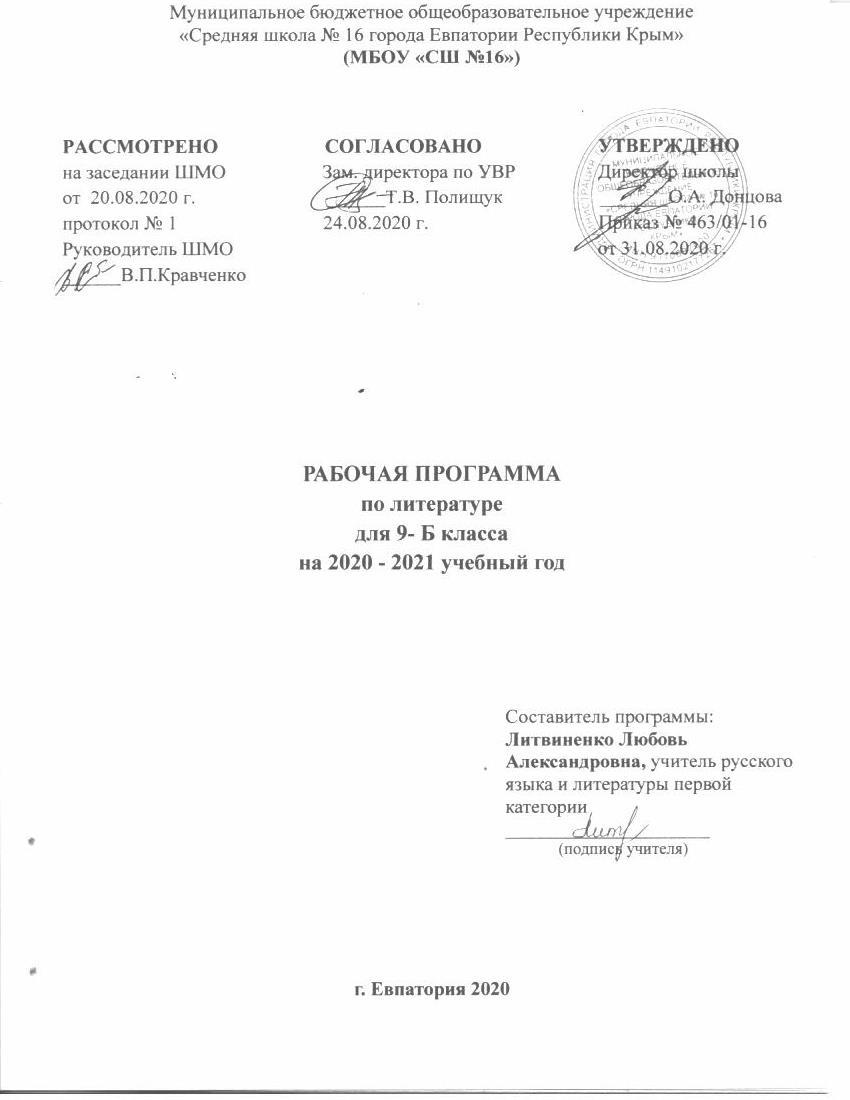 Муниципальное бюджетное общеобразовательное учреждение
«Средняя школа № 16 города Евпатории Республики Крым»
(МБОУ «СШ №16»)
РАССМОТРЕНО
на заседании ШМО
от 20.08.2020 г.
протокол № 1
Руководитель ШМО
В.П.Кравченко
СОГЛАСОВАНО
Зам. директора по УВР
Т.В. Полищук
24.08.2020 г.
УТВЕРЖДЕНО
Директор школы
О.А. Донцова
Приказ № 463/01-16
от 31.08.2020 г.
РАБОЧАЯ ПРОГРАММА
по литературе
для 9- Б класса
на 2020 - 2021 учебный год
Составитель программы:
Литвиненко Любовь
Александровна, учитель русского
языка и литературы первой
категории
(подпись учителя)
г. Евпатория 2020